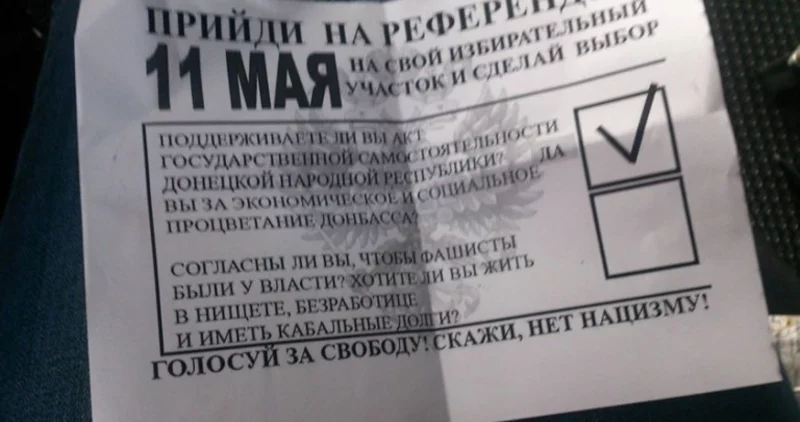 ПРИЙДИ НА РЕФЕРЕНД
11 МАЯ
НА СВОЙ ИЗБИРАТЕЛЬНЫЙ
УЧАСТОК И СДЕЛАЙ ВЫБОР
ПОДДЕРЖИВАЕТЕ ЛИ ВЫ АКТ
ГОСУДАРСТВЕННОЙ САМОСТОЯТЕЛЬНОСТИ
ДОНЕЦКОЙ НАРОДНОЙ РЕСПУБЛИКИ? ДА
ВЫ ЗА ЭКОНОМИЧЕСКОЕ И СОЦИАЛЬНОЕ
ПРОЦВЕТАНИЕ ДОНБАССА?
СОГЛАСНЫ ЛИ ВЫ, ЧТОБЫ ФАШИСТЫ
БЫЛИ У ВЛАСТИ? ХОТИТЕ ЛИ ВЫ ЖИТЬ
В НИЩЕТЕ, БЕЗРАБОТИЦЕ
И ИМЕТЬ КАБАЛЬНЫЕ ДОЛГИ?
ГОЛОСУЙ ЗА СВОБОДУ! СКАЖИ, НЕТ НАЦИЗМУ!